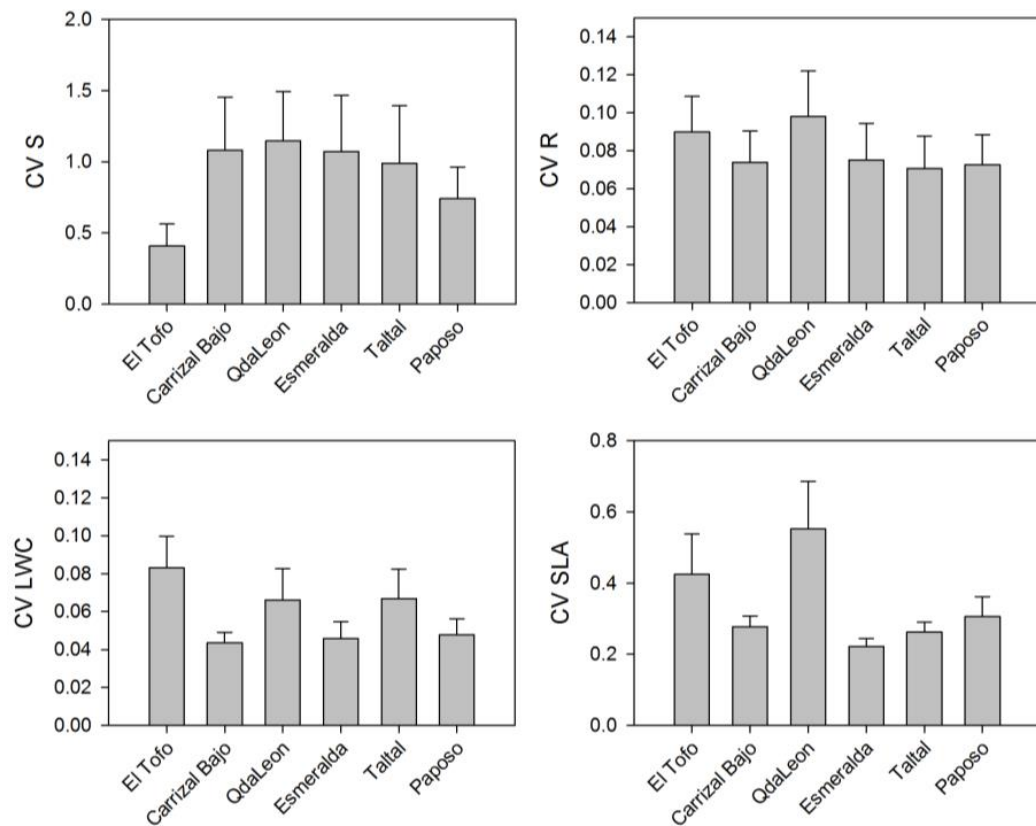 CV S
2.0
1.5
1.0
0.5
0.0
El Tofo
Carrizal Bajo
QdaLeon
Esmeralda
Taltal
Paposo
CV R
0.14
0.12
0.10
0.08
0.06
0.04
0.02
0.00
El Tofo
Carrizal Bajo
QdaLeon
Esmeralda
Taltal
Paposo
CV LWC
0.14
0.12
0.10
0.08
0.06
0.04
0.02
0.00
El Tofo
Carrizal Bajo
QdaLeon
Esmeralda
Taltal
Paposo
CV SLA
0.8
0.6
0.4
0.2
0.0
El Tofo
Carrizal Bajo
QdaLeon
Esmeralda
Taltal
Paposo